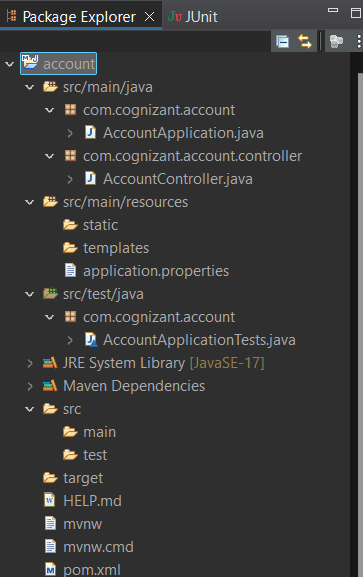 Package Explorer JUnit
account
src/main/java
com.cognizant.account
AccountApplication.java
com.cognizant.account.controller
AccountController.java
src/main/resources
static
templates
application.properties
src/test/java
com.cognizant.account
AccountApplicationTests.java
JRE System Library [JavaSE-17]
Maven Dependencies
src
main
test
target
HELP.md
mvnw
mvnw.cmd
pom.xml